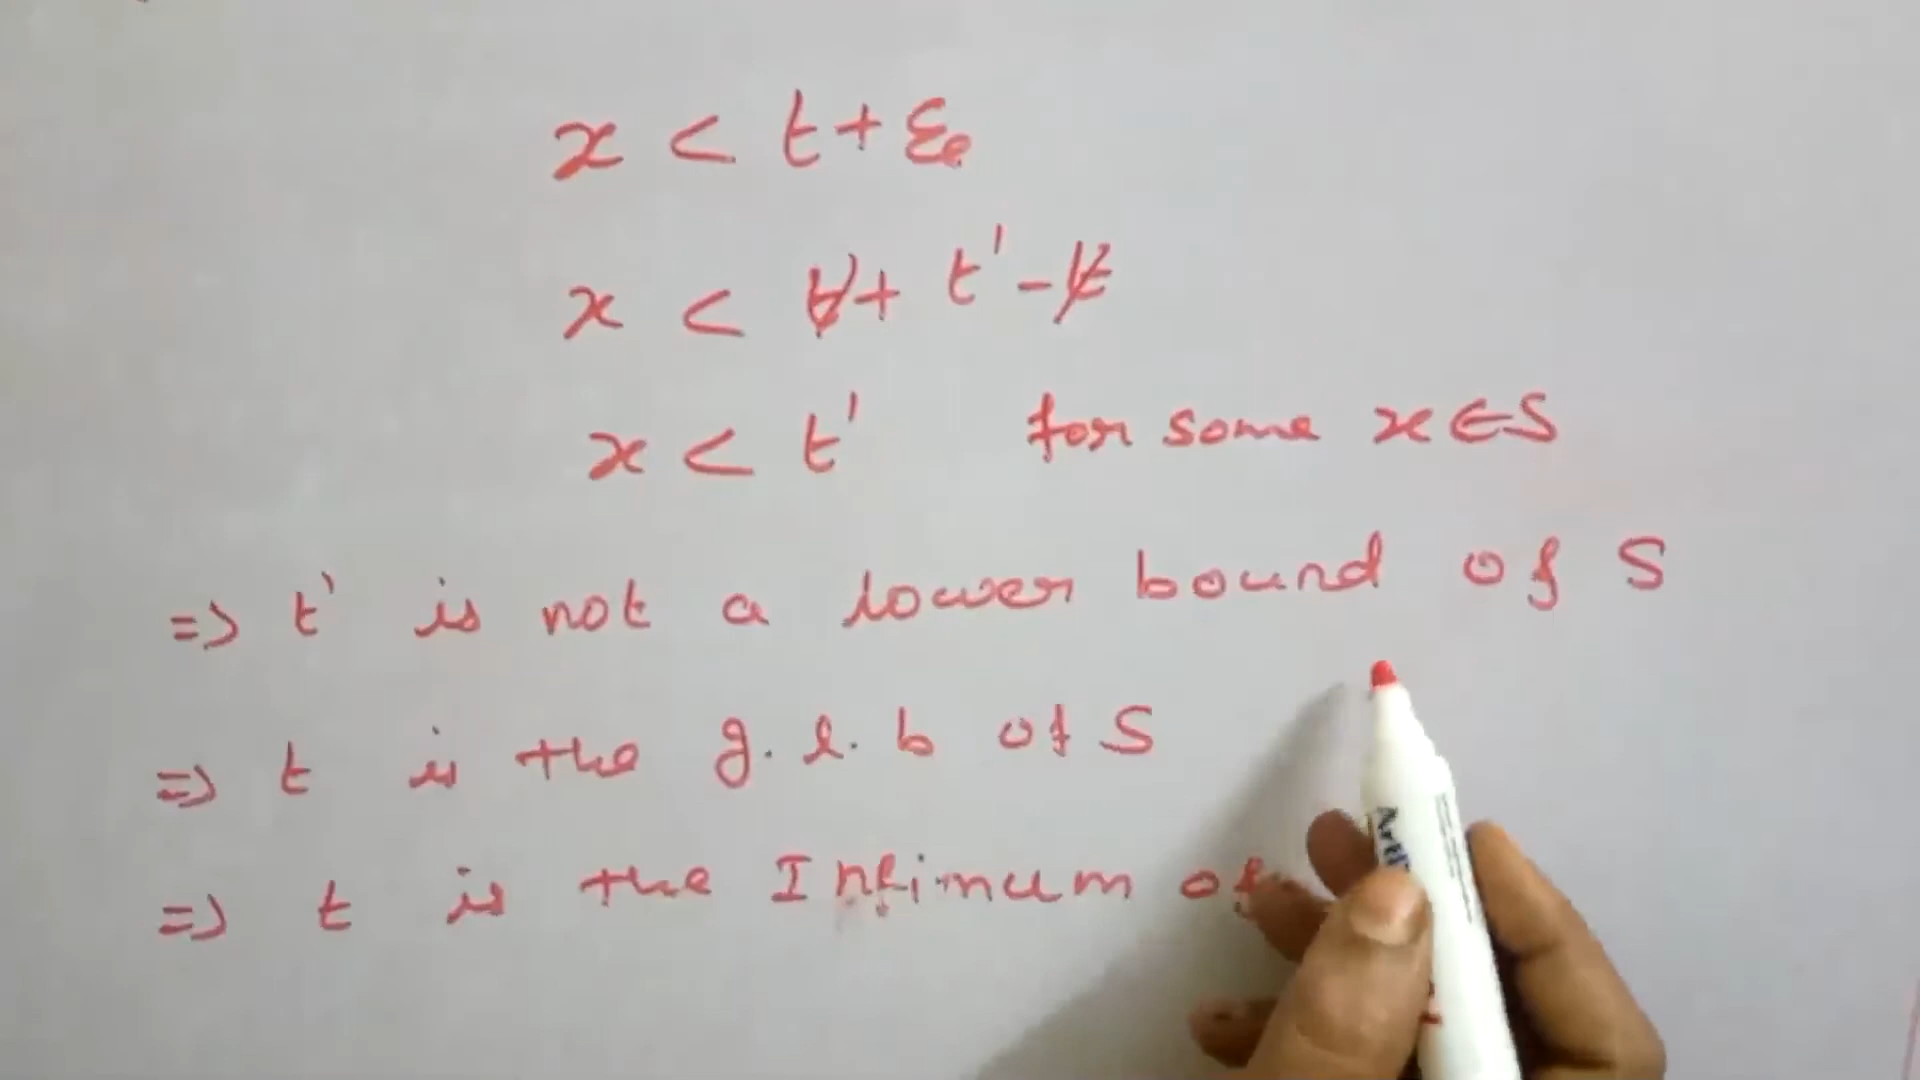 x < t + ε₀
x < t + t' - t
x < t' for some x ∈ S
=> t' is not a lower bound of S
=> t is the g.l.b of S
=> t is the Infimum of